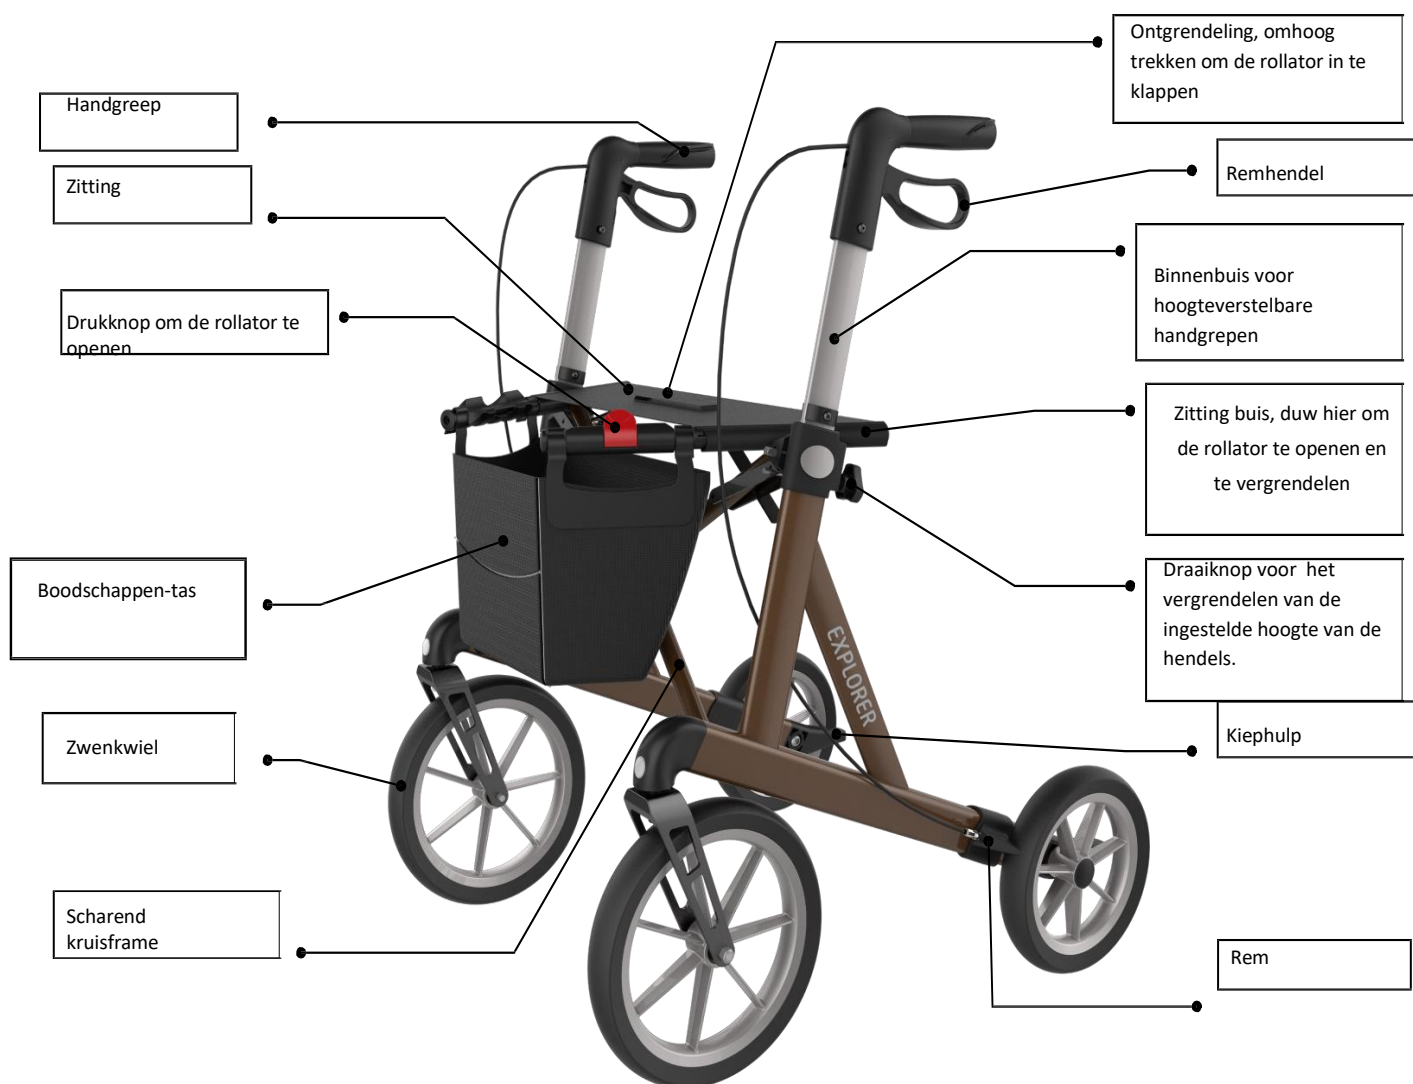 Handgreep
Zitting
Drukknop om de rollator te
openen
Boodschappen-tas
Zwenkwiel
Scharend
kruisframe
Ontgrendeling, omhoog
trekken om de rollator in te
klappen
Remhendel
Binnenbuis voor
hoogteverstelbare
handgrepen
Zitting buis, duw hier om
de rollator te openen en
te vergrendelen
Draaiknop voor het
vergrendelen van de
ingestelde hoogte van de
hendels.
Kiephulp
Rem
EXPLORER